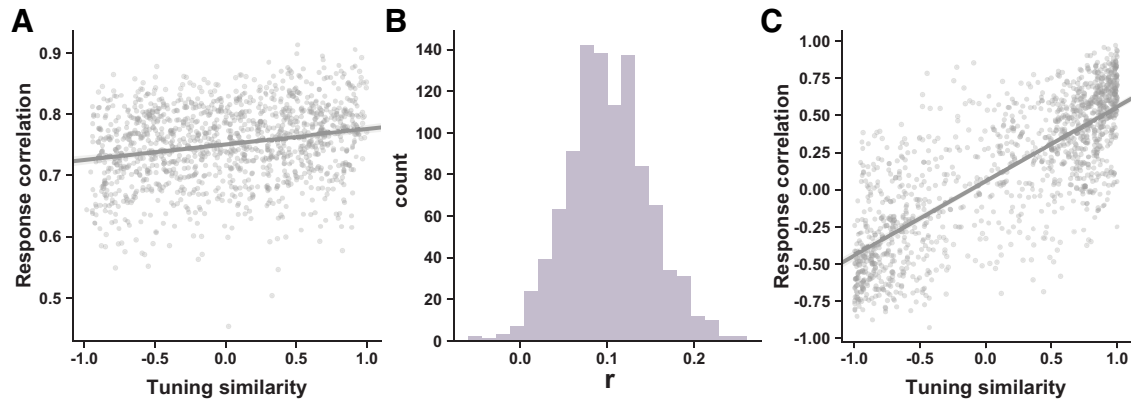 A
Response correlation
0.9
0.8
0.7
0.6
0.5
-1.0 -0.5 0.0 0.5 1.0
Tuning similarity
B
count
140
120
100
80
60
40
20
0
0.0 0.1 0.2
r
C
Response correlation
1.00
0.75
0.50
0.25
0.00
-0.25
-0.50
-0.75
-1.00
-1.0 -0.5 0.0 0.5 1.0
Tuning similarity